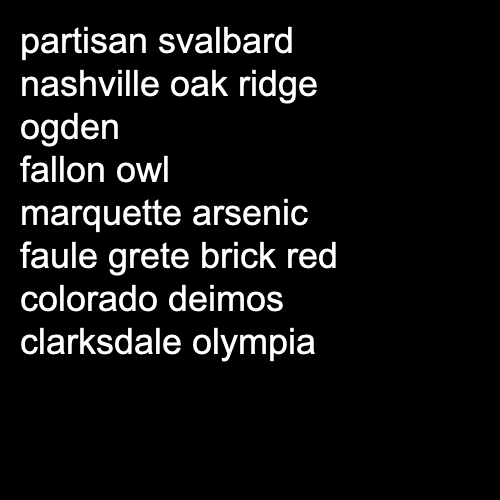 partisan svalbard
nashville oak ridge
ogden
fallon owl
marquette arsenic
faule grete brick red
colorado deimos
clarksdale olympia